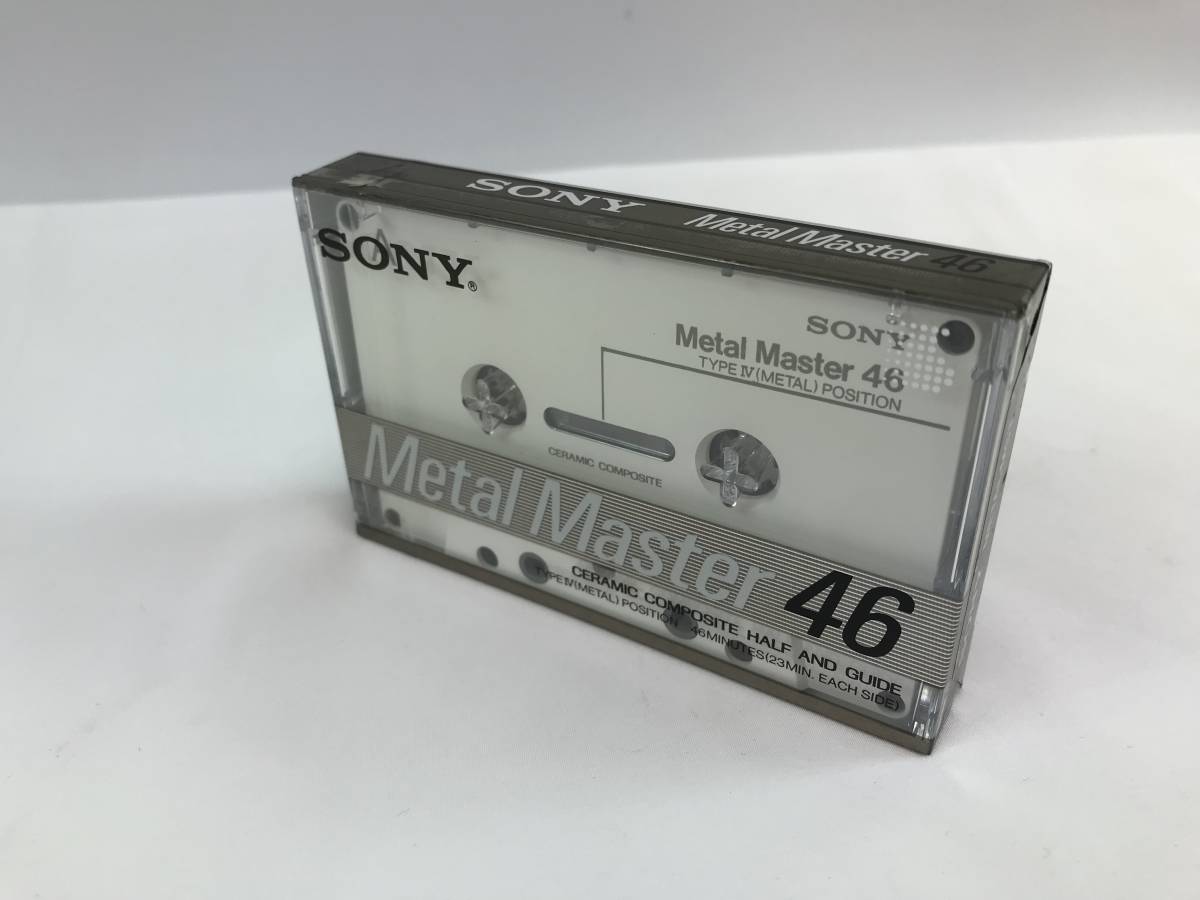 SONY Metal Master 46
SONY®
SONY
Metal Master 46
TYPE IV (METAL) POSITION
CERAMIC COMPOSITE
Metal Master 46
CERAMIC COMPOSITE HALF AND GUIDE
TYPE IV (METAL) POSITION 46MINUTES (23MIN. EACH SIDE)
A